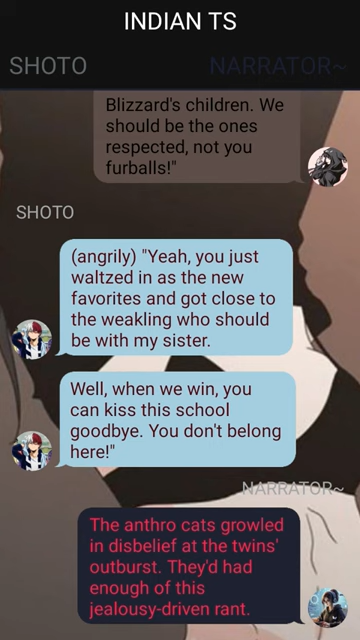 INDIAN TS
SHOTO NARRATOR~
Blizzard's children. We
should be the ones
respected, not you
furballs!"
SHOTO
(angrily) "Yeah, you just
waltzed in as the new
favorites and got close to
the weakling who should
be with my sister.
Well, when we win, you
can kiss this school
goodbye. You don't belong
here!"
NARRATOR~
The anthro cats growled
in disbelief at the twins'
outburst. They'd had
enough of this
jealousy-driven rant.